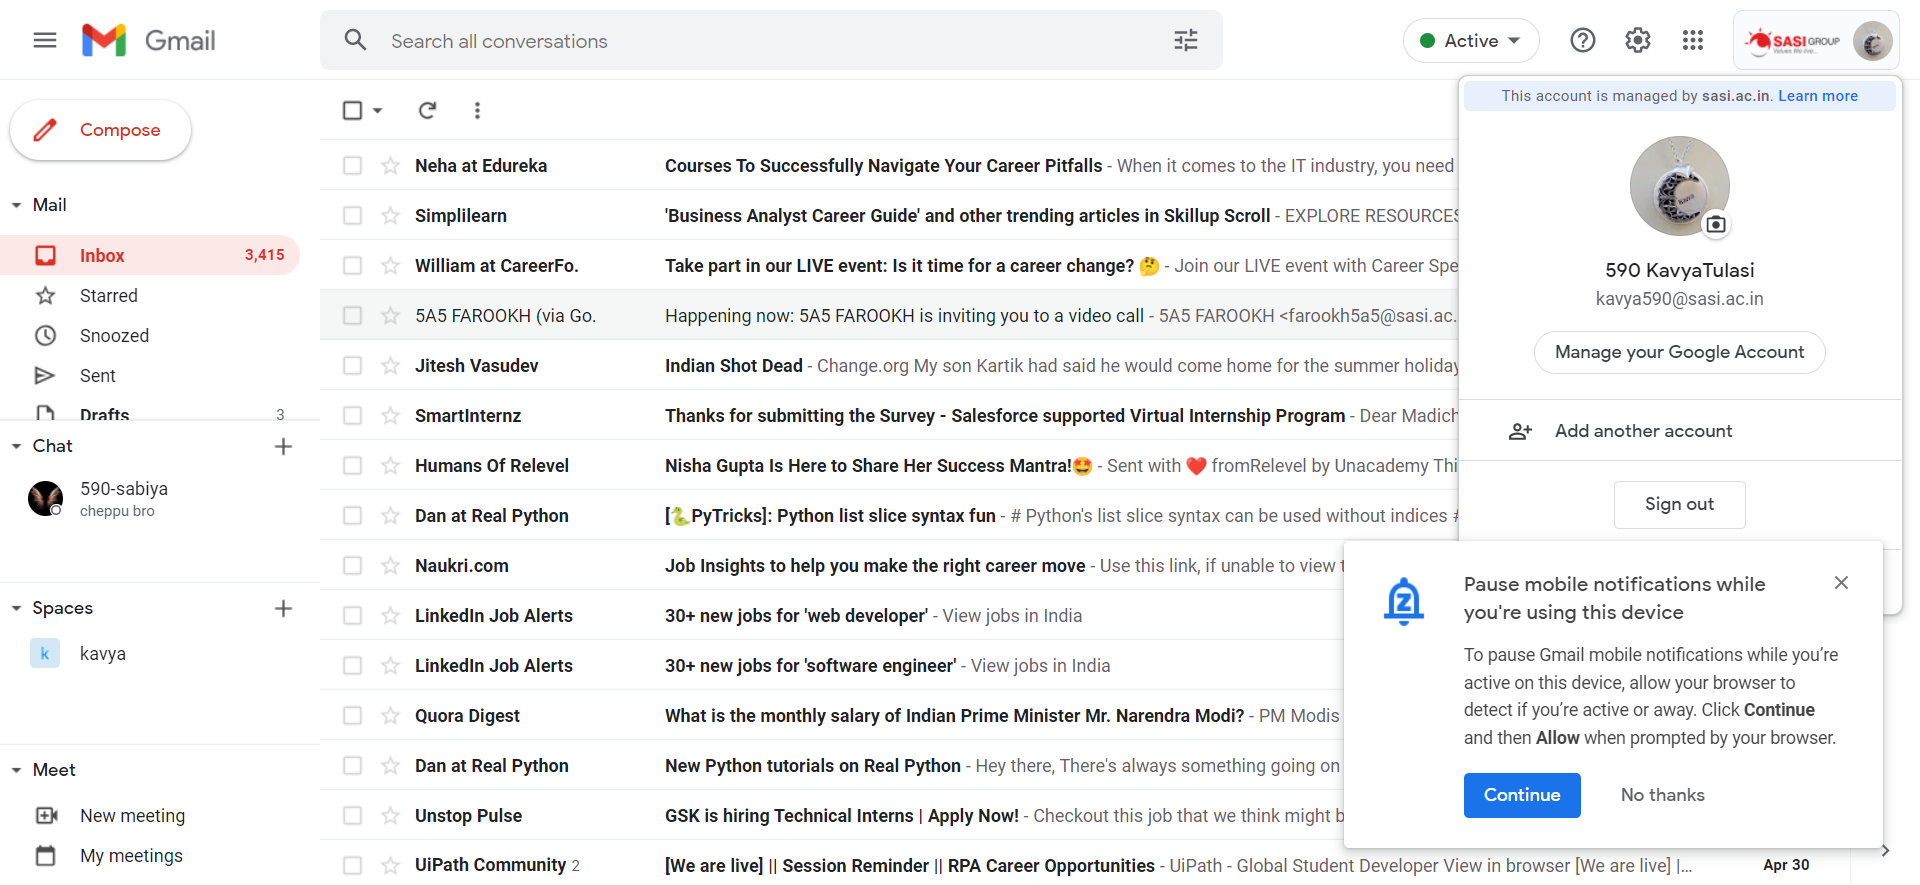 Gmail
Search all conversations
Active
SASI GROUP
This account is managed by sasi.ac.in. Learn more
590 KavyaTulasi
kavya590@sasi.ac.in
Manage your Google Account
Add another account
Sign out
Compose
Mail
Inbox 3,415
Starred
Snoozed
Sent
Drafts 3
Chat
590-sabiya
cheppu bro
Spaces
k kavya
Meet
New meeting
My meetings
Neha at Edureka Courses To Successfully Navigate Your Career Pitfalls - When it comes to the IT industry, you need
Simplilearn 'Business Analyst Career Guide' and other trending articles in Skillup Scroll - EXPLORE RESOURCES
William at CareerFo. Take part in our LIVE event: Is it time for a career change? 🤔 - Join our LIVE event with Career Spe
5A5 FAROOKH (via Go. Happening now: 5A5 FAROOKH is inviting you to a video call - 5A5 FAROOKH <farookh5a5@sasi.ac.
Jitesh Vasudev Indian Shot Dead - Change.org My son Kartik had said he would come home for the summer holiday
SmartInternz Thanks for submitting the Survey - Salesforce supported Virtual Internship Program - Dear Madich
Humans Of Relevel Nisha Gupta Is Here to Share Her Success Mantra!🤩 - Sent with ❤️ fromRelevel by Unacademy Thi
Dan at Real Python [🐍PyTricks]: Python list slice syntax fun - # Python's list slice syntax can be used without indices #
Naukri.com Job Insights to help you make the right career move - Use this link, if unable to view t
LinkedIn Job Alerts 30+ new jobs for 'web developer' - View jobs in India
LinkedIn Job Alerts 30+ new jobs for 'software engineer' - View jobs in India
Quora Digest What is the monthly salary of Indian Prime Minister Mr. Narendra Modi? - PM Modis
Dan at Real Python New Python tutorials on Real Python - Hey there, There's always something going on
Unstop Pulse GSK is hiring Technical Interns | Apply Now! - Checkout this job that we think might b
UiPath Community 2 [We are live] || Session Reminder || RPA Career Opportunities - UiPath - Global Student Developer View in browser [We are live] |... Apr 30
Pause mobile notifications while
you're using this device
To pause Gmail mobile notifications while you're
active on this device, allow your browser to
detect if you're active or away. Click Continue
and then Allow when prompted by your browser.
Continue No thanks